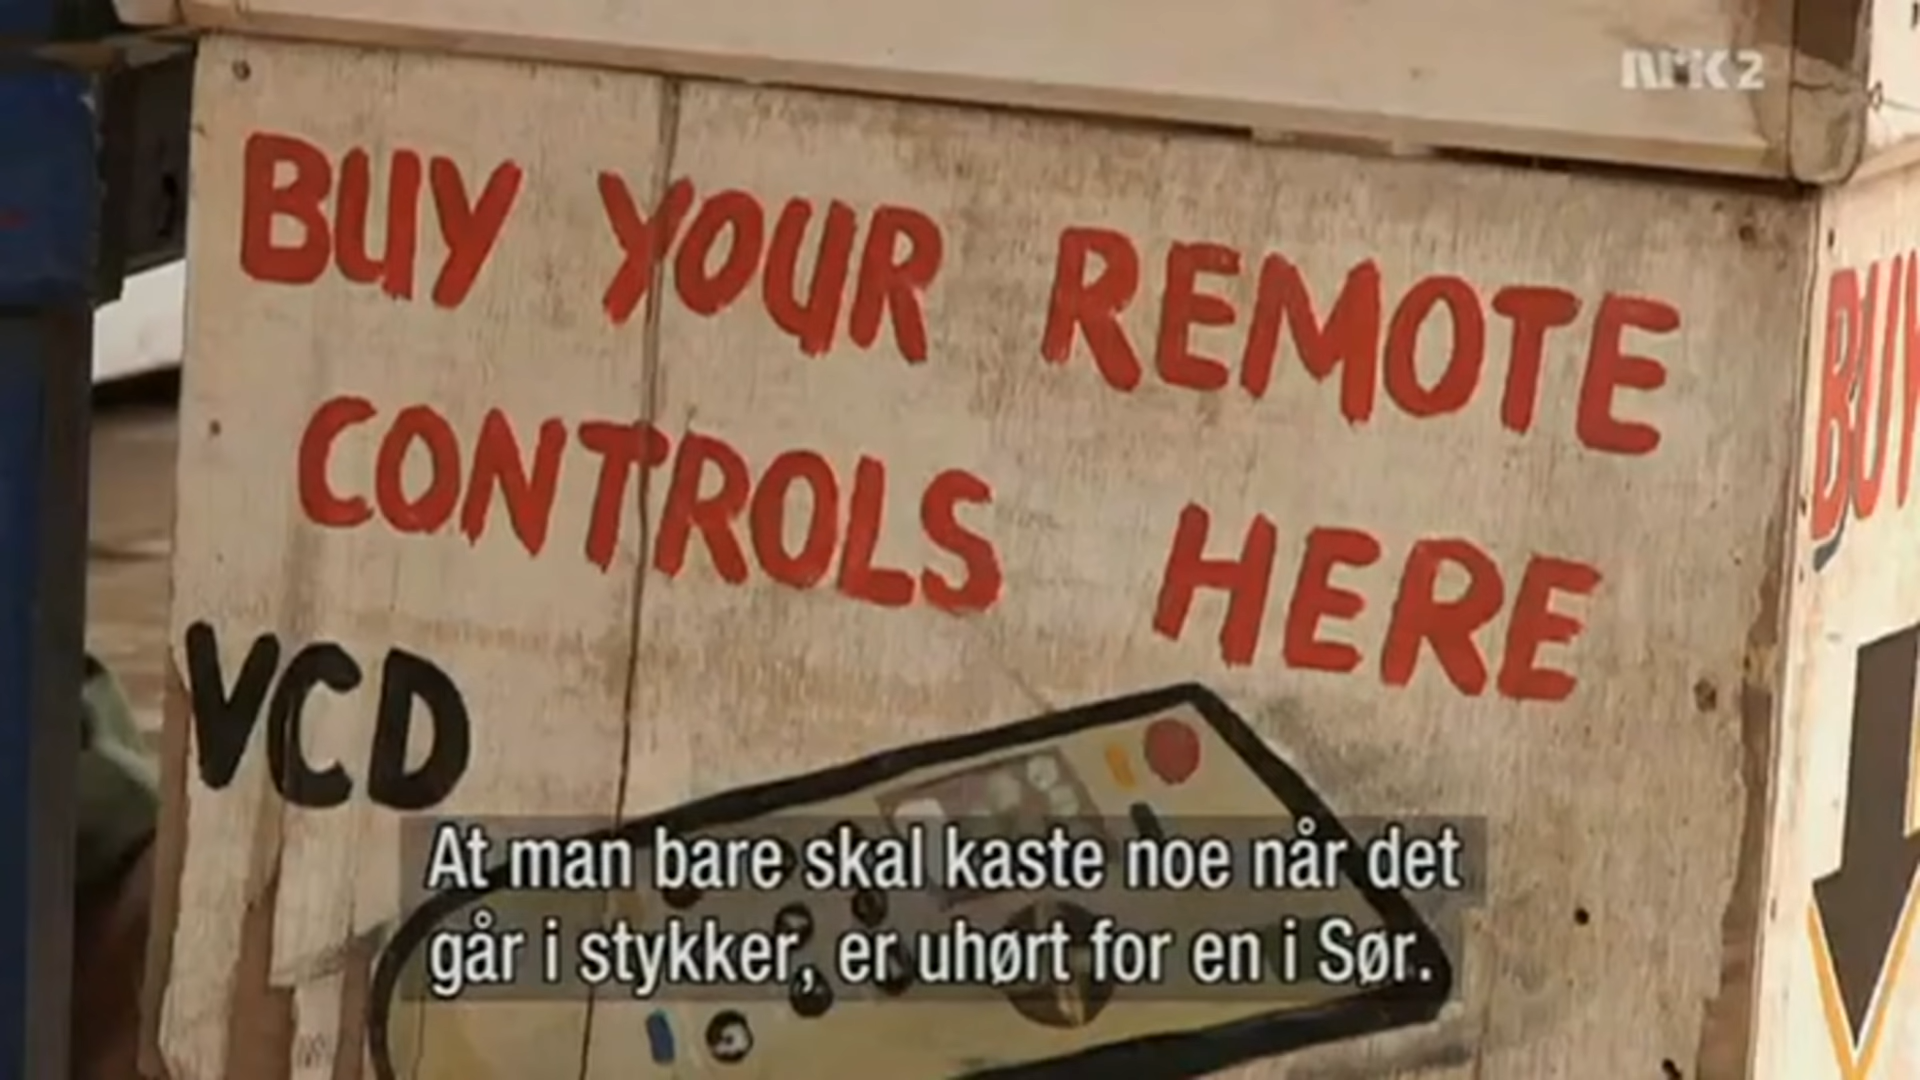 NRK2
BUY YOUR REMOTE
CONTROLS HERE
BUY
VCD
At man bare skal kaste noe når det
går i stykker, er uhørt for en i Sør.